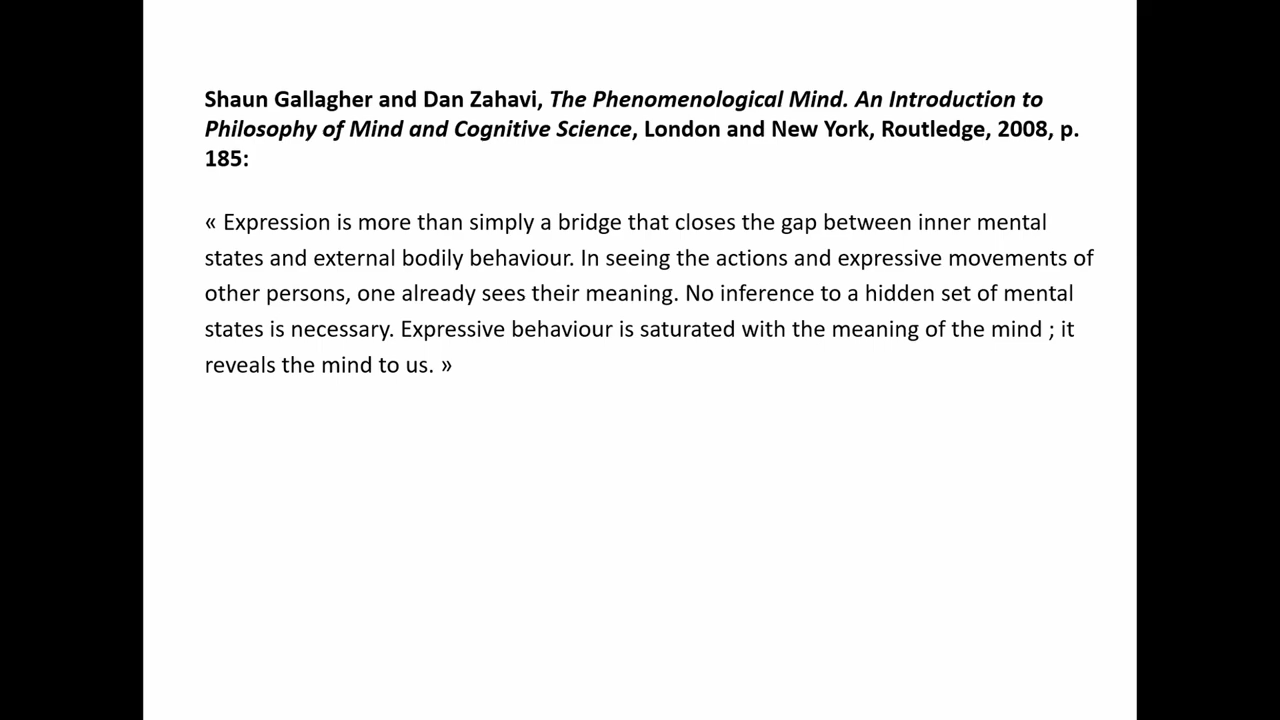 Shaun Gallagher and Dan Zahavi, The Phenomenological Mind. An Introduction to
Philosophy of Mind and Cognitive Science, London and New York, Routledge, 2008, p.
185:
« Expression is more than simply a bridge that closes the gap between inner mental
states and external bodily behaviour. In seeing the actions and expressive movements of
other persons, one already sees their meaning. No inference to a hidden set of mental
states is necessary. Expressive behaviour is saturated with the meaning of the mind ; it
reveals the mind to us. »